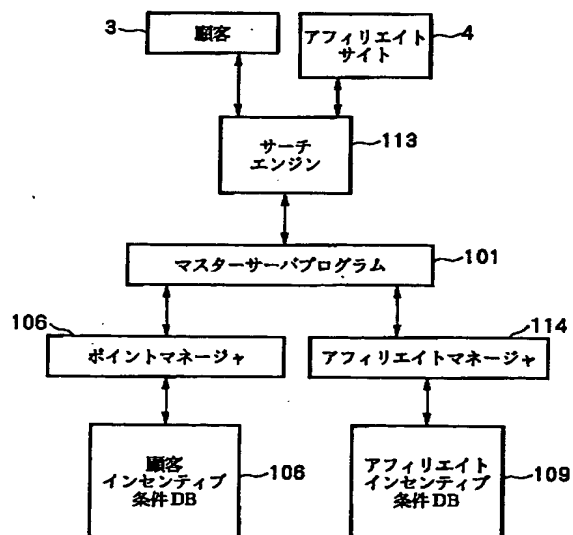 3
顧客
アフィリエイト
サイト
4
サーチ
エンジン
113
マスターサーバプログラム
101
106
ポイントマネージャ
114
アフィリエイトマネージャ
顧客
インセンティブ
条件DB
106
アフィリエイト
インセンティブ
条件DB
109